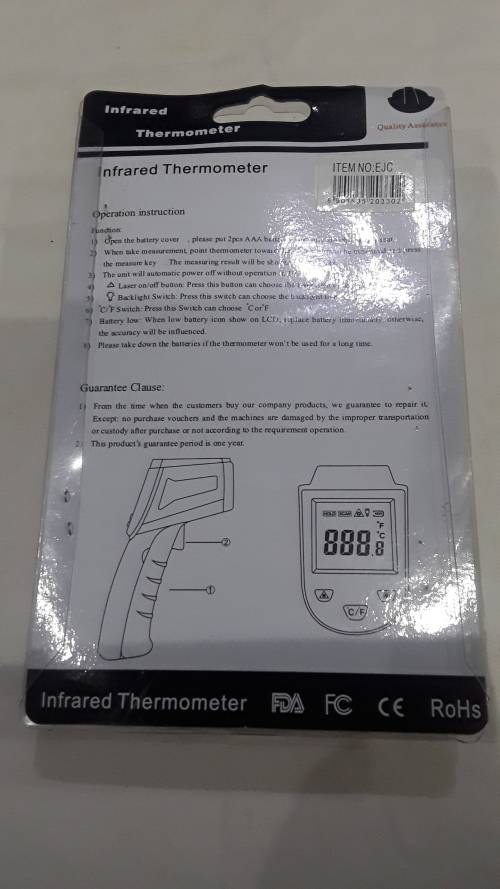 Infrared
Thermometer
Quality Assurance
Infrared Thermometer
ITEM NO:EJC
Operation instruction
Function:
1) Open the battery cover , please put 2pcs AAA
2) When take measurement, point thermometer
the measure key The measuring result will be
3) The unit will automatic power off without operation
4) Laser on/off button: Press this button can choose
5) Backlight Switch: Press this switch can choose the
6) °C/°F Switch: Press this Switch can choose °C or°F
7) Battery low: When low battery icon show on LCD, replace battery immediately, otherwise,
the accuracy will be influenced.
8) Please take down the batteries if the thermometer won't be used for a long time.
Guarantee Clause:
1) From the time when the customers buy our company products, we guarantee to repair it.
Except: no purchase vouchers and the machines are damaged by the improper transportation
or custody after purchase or not according to the requirement operation.
2) This product's guarantee period is one year.
HOLD SCAN
°F
°C
888.8
②
①
C/F
Infrared Thermometer FDA FC CE RoHs